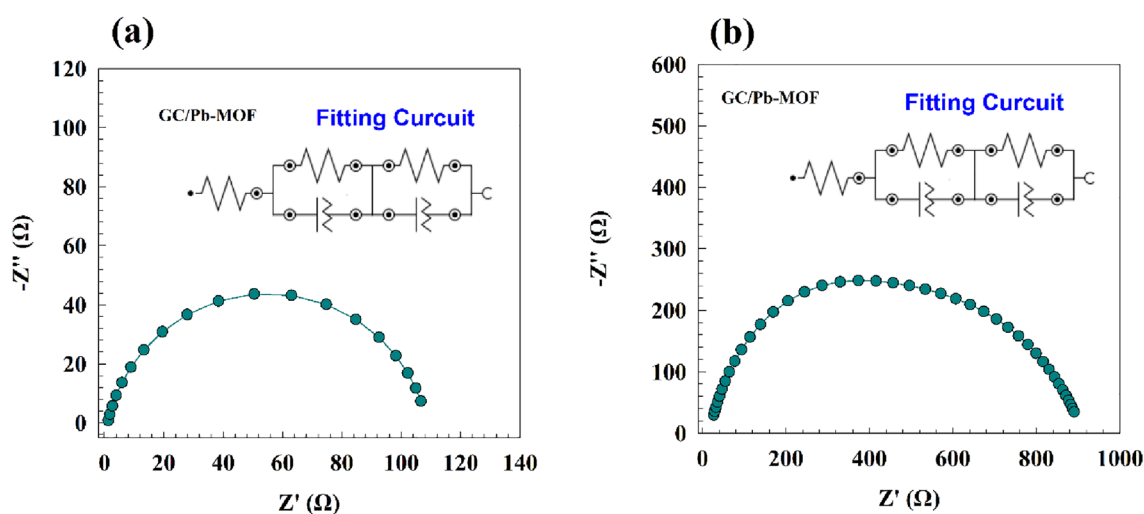 (a)
120
100
80
60
40
20
0
-Z'' (Ω)
GC/Pb-MOF
Fitting Curcuit
0 20 40 60 80 100 120 140
Z' (Ω)
(b)
600
500
400
300
200
100
0
-Z'' (Ω)
GC/Pb-MOF
Fitting Curcuit
0 200 400 600 800 1000
Z' (Ω)